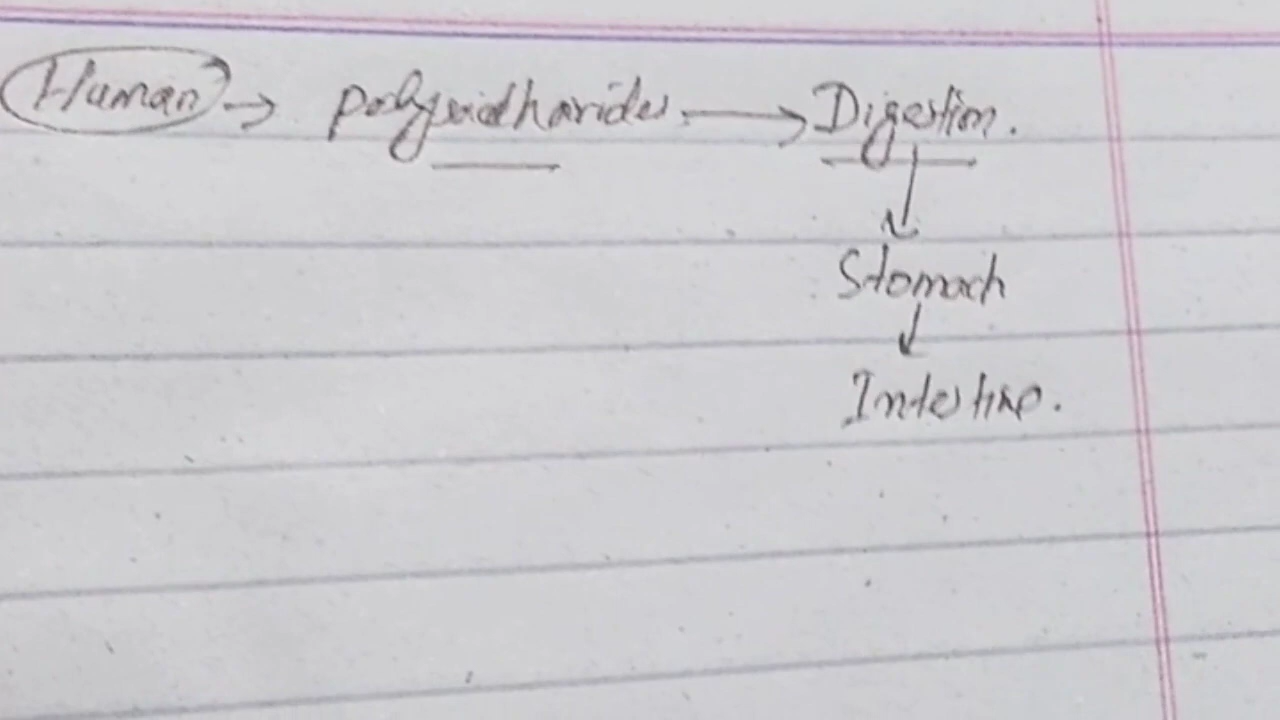 Human → polysaccharides. → Digestion.
↓
Stomach
↓
Intestine.